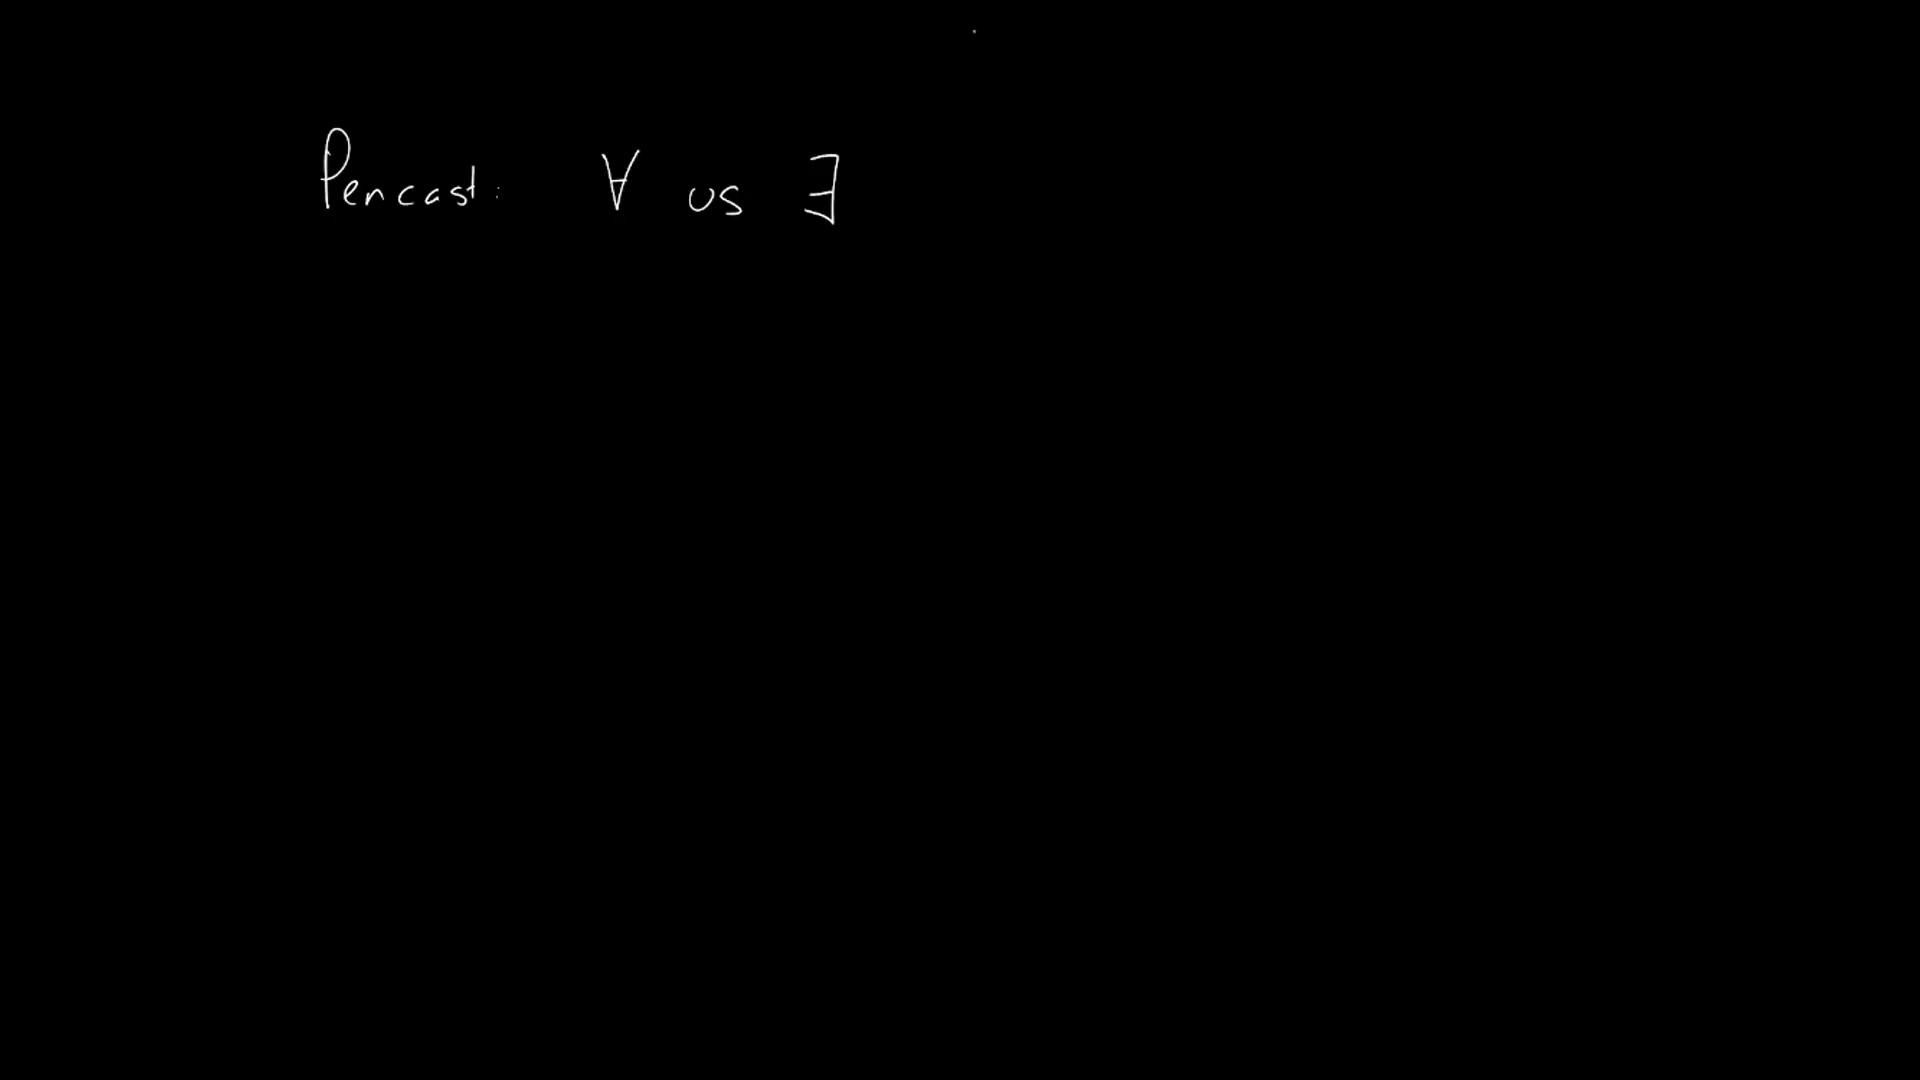 Pencast: ∀ vs ∃